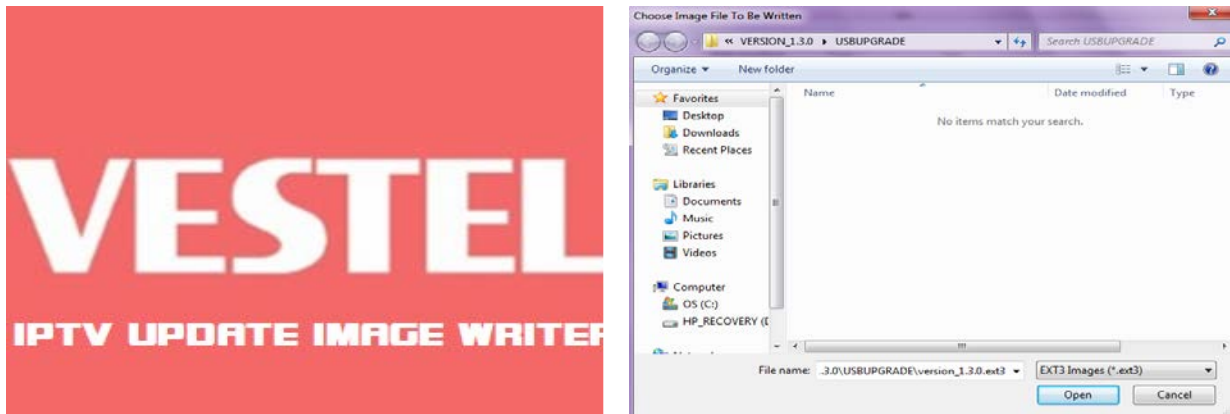 VESTEL
IPTV UPDATE IMAGE WRITER
Choose Image File To Be Written
« VERSION_1.3.0 ▸ USBUPGRADE
Search USBUPGRADE
Organize New folder
Name Date modified Type
No items match your search.
Favorites
Desktop
Downloads
Recent Places
Libraries
Documents
Music
Pictures
Videos
Computer
OS (C:)
HP_RECOVERY (
File name: .3.0\USBUPGRADE\version_1.3.0.ext3 EXT3 Images (*.ext3)
Open Cancel